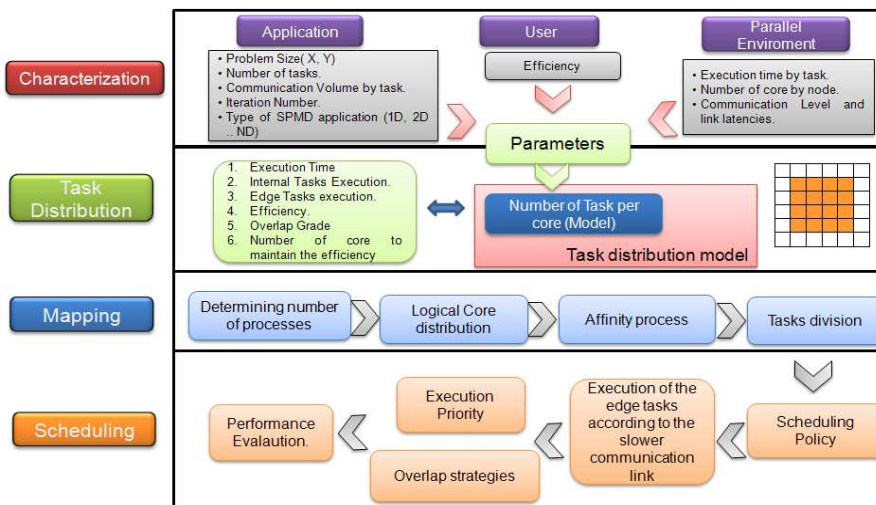 Characterization
Application
• Problem Size( X, Y)
• Number of tasks.
• Communication Volume by task.
• Iteration Number.
• Type of SPMD application (1D, 2D
.. ND)
User
Efficiency
Parallel
Enviroment
• Execution time by task.
• Number of core by node.
• Communication Level and
link latencies.
Parameters
Task
Distribution
1. Execution Time
2. Internal Tasks Execution.
3. Edge Tasks execution.
4. Efficiency.
5. Overlap Grade
6. Number of core to
maintain the efficiency
Number of Task per
core (Model)
Task distribution model
Mapping
Determining number
of processes
Logical Core
distribution
Affinity process
Tasks division
Scheduling
Performance
Evalaution.
Execution
Priority
Overlap strategies
Execution of the
edge tasks
according to the
slower
communication
link
Scheduling
Policy